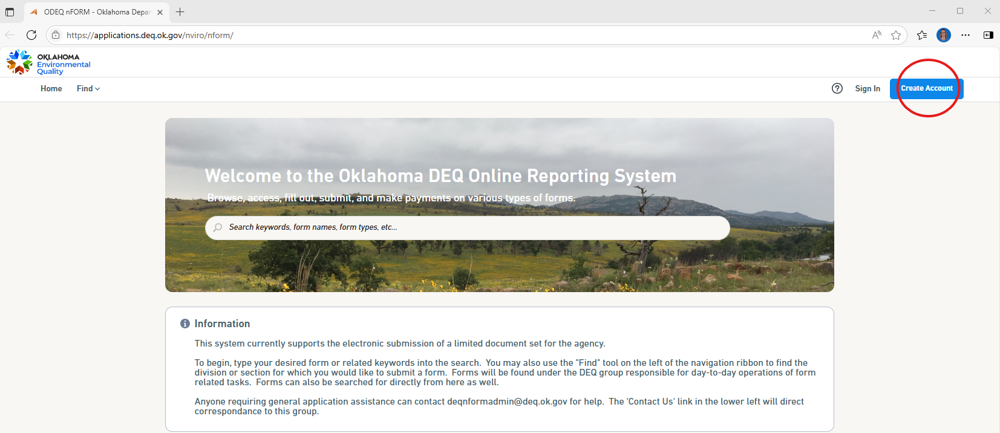 ODEQ nFORM - Oklahoma Depar
https://applications.deq.ok.gov/nviro/nform/
OKLAHOMA
Environmental
Quality
Home Find
Sign In Create Account
Welcome to the Oklahoma DEQ Online Reporting System
Browse, access, fill out, submit, and make payments on various types of forms.
Search keywords, form names, form types, etc...
Information
This system currently supports the electronic submission of a limited document set for the agency.
To begin, type your desired form or related keywords into the search.  You may also use the "Find" tool on the left of the navigation ribbon to find the
division or section for which you would like to submit a form.  Forms will be found under the DEQ group responsible for day-to-day operations of form
related tasks.  Forms can also be searched for directly from here as well.
Anyone requiring general application assistance can contact deqnformadmin@deq.ok.gov for help.  The 'Contact Us' link in the lower left will direct
correspondance to this group.